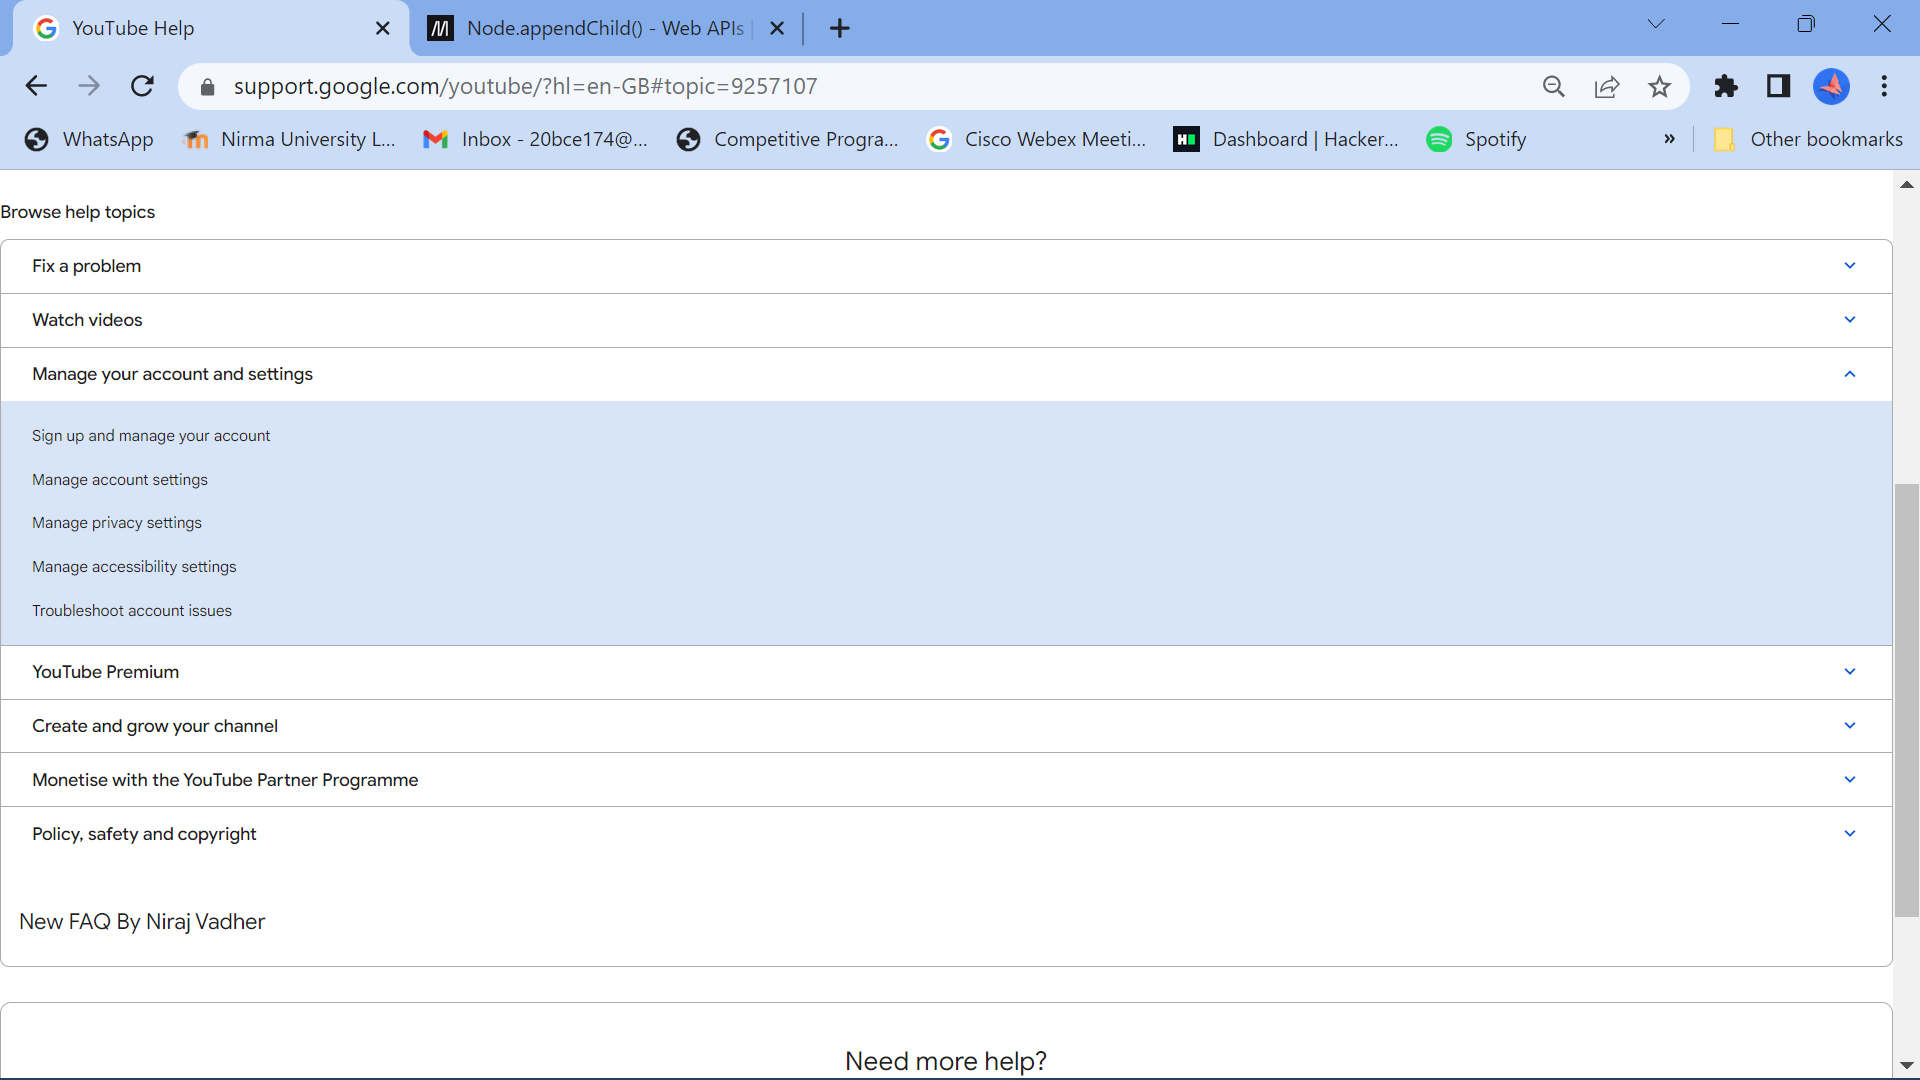 YouTube Help
Node.appendChild() - Web APIs |
support.google.com/youtube/?hl=en-GB#topic=9257107
WhatsApp
Nirma University L...
Inbox - 20bce174@...
Competitive Progra...
Cisco Webex Meeti...
Dashboard | Hacker...
Spotify
»
Other bookmarks
Browse help topics
Fix a problem
Watch videos
Manage your account and settings
Sign up and manage your account
Manage account settings
Manage privacy settings
Manage accessibility settings
Troubleshoot account issues
YouTube Premium
Create and grow your channel
Monetise with the YouTube Partner Programme
Policy, safety and copyright
New FAQ By Niraj Vadher
Need more help?